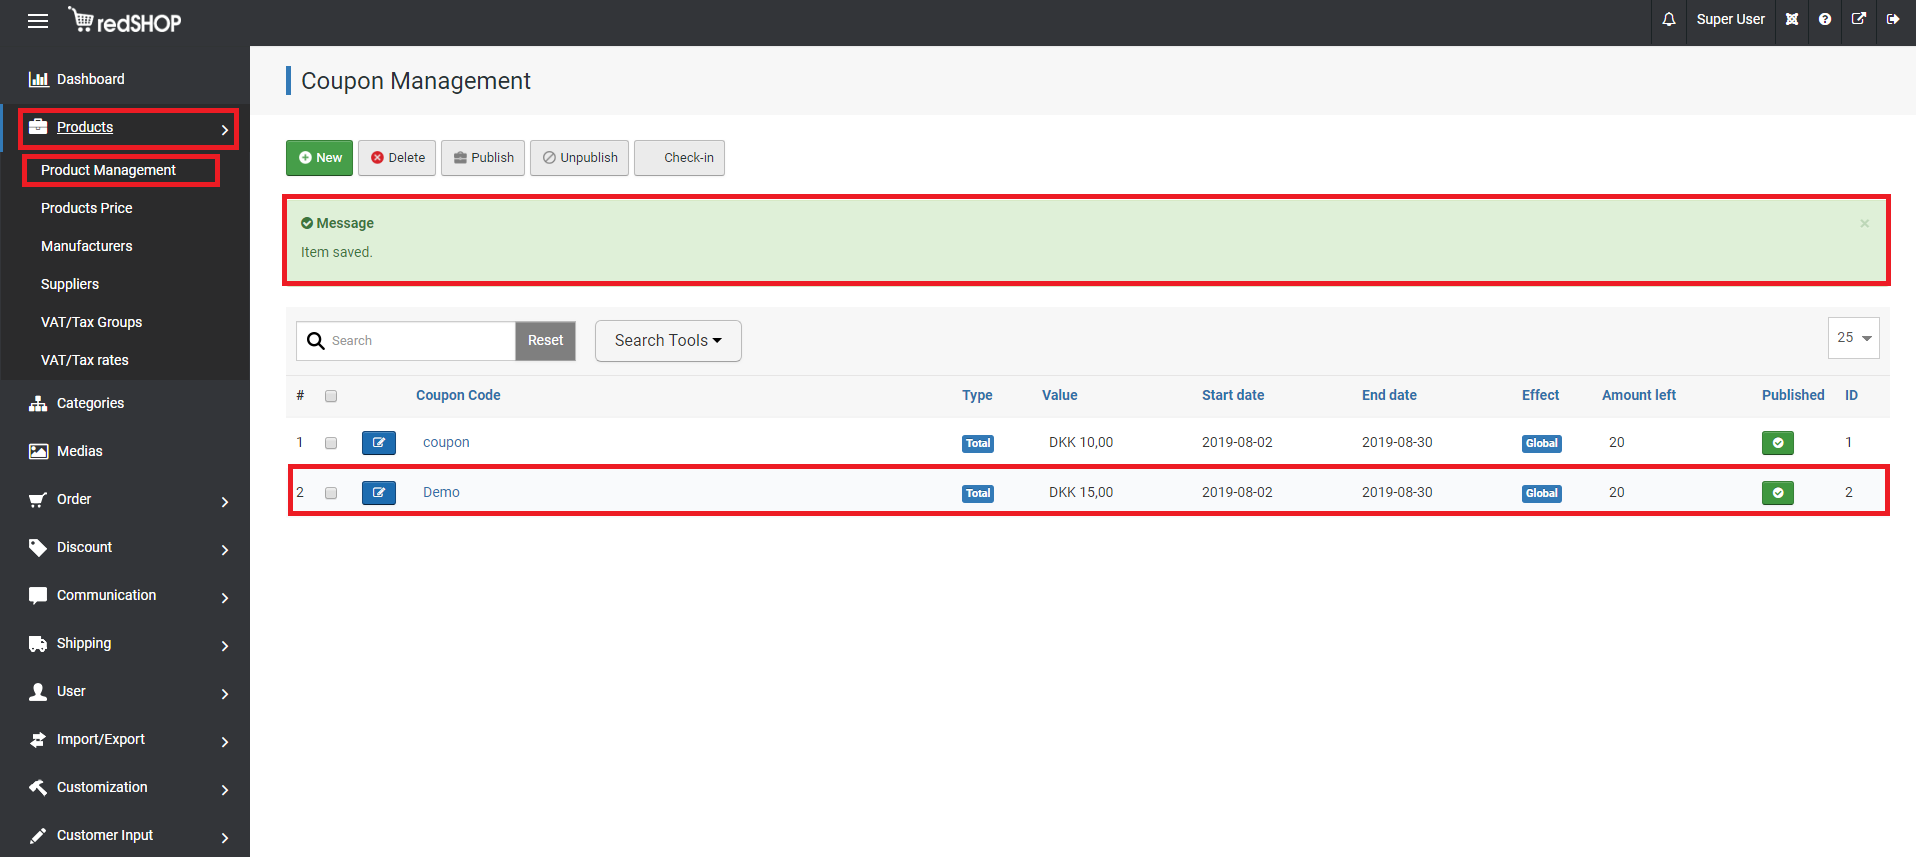 redSHOP
Super User
Dashboard
Products
Product Management
Products Price
Manufacturers
Suppliers
VAT/Tax Groups
VAT/Tax rates
Categories
Medias
Order
Discount
Communication
Shipping
User
Import/Export
Customization
Customer Input
Coupon Management
New Delete Publish Unpublish Check-in
Message ×
Item saved.
Search Reset Search Tools 25
# Coupon Code Type Value Start date End date Effect Amount left Published ID
1 coupon Total DKK 10,00 2019-08-02 2019-08-30 Global 20 1
2 Demo Total DKK 15,00 2019-08-02 2019-08-30 Global 20 2